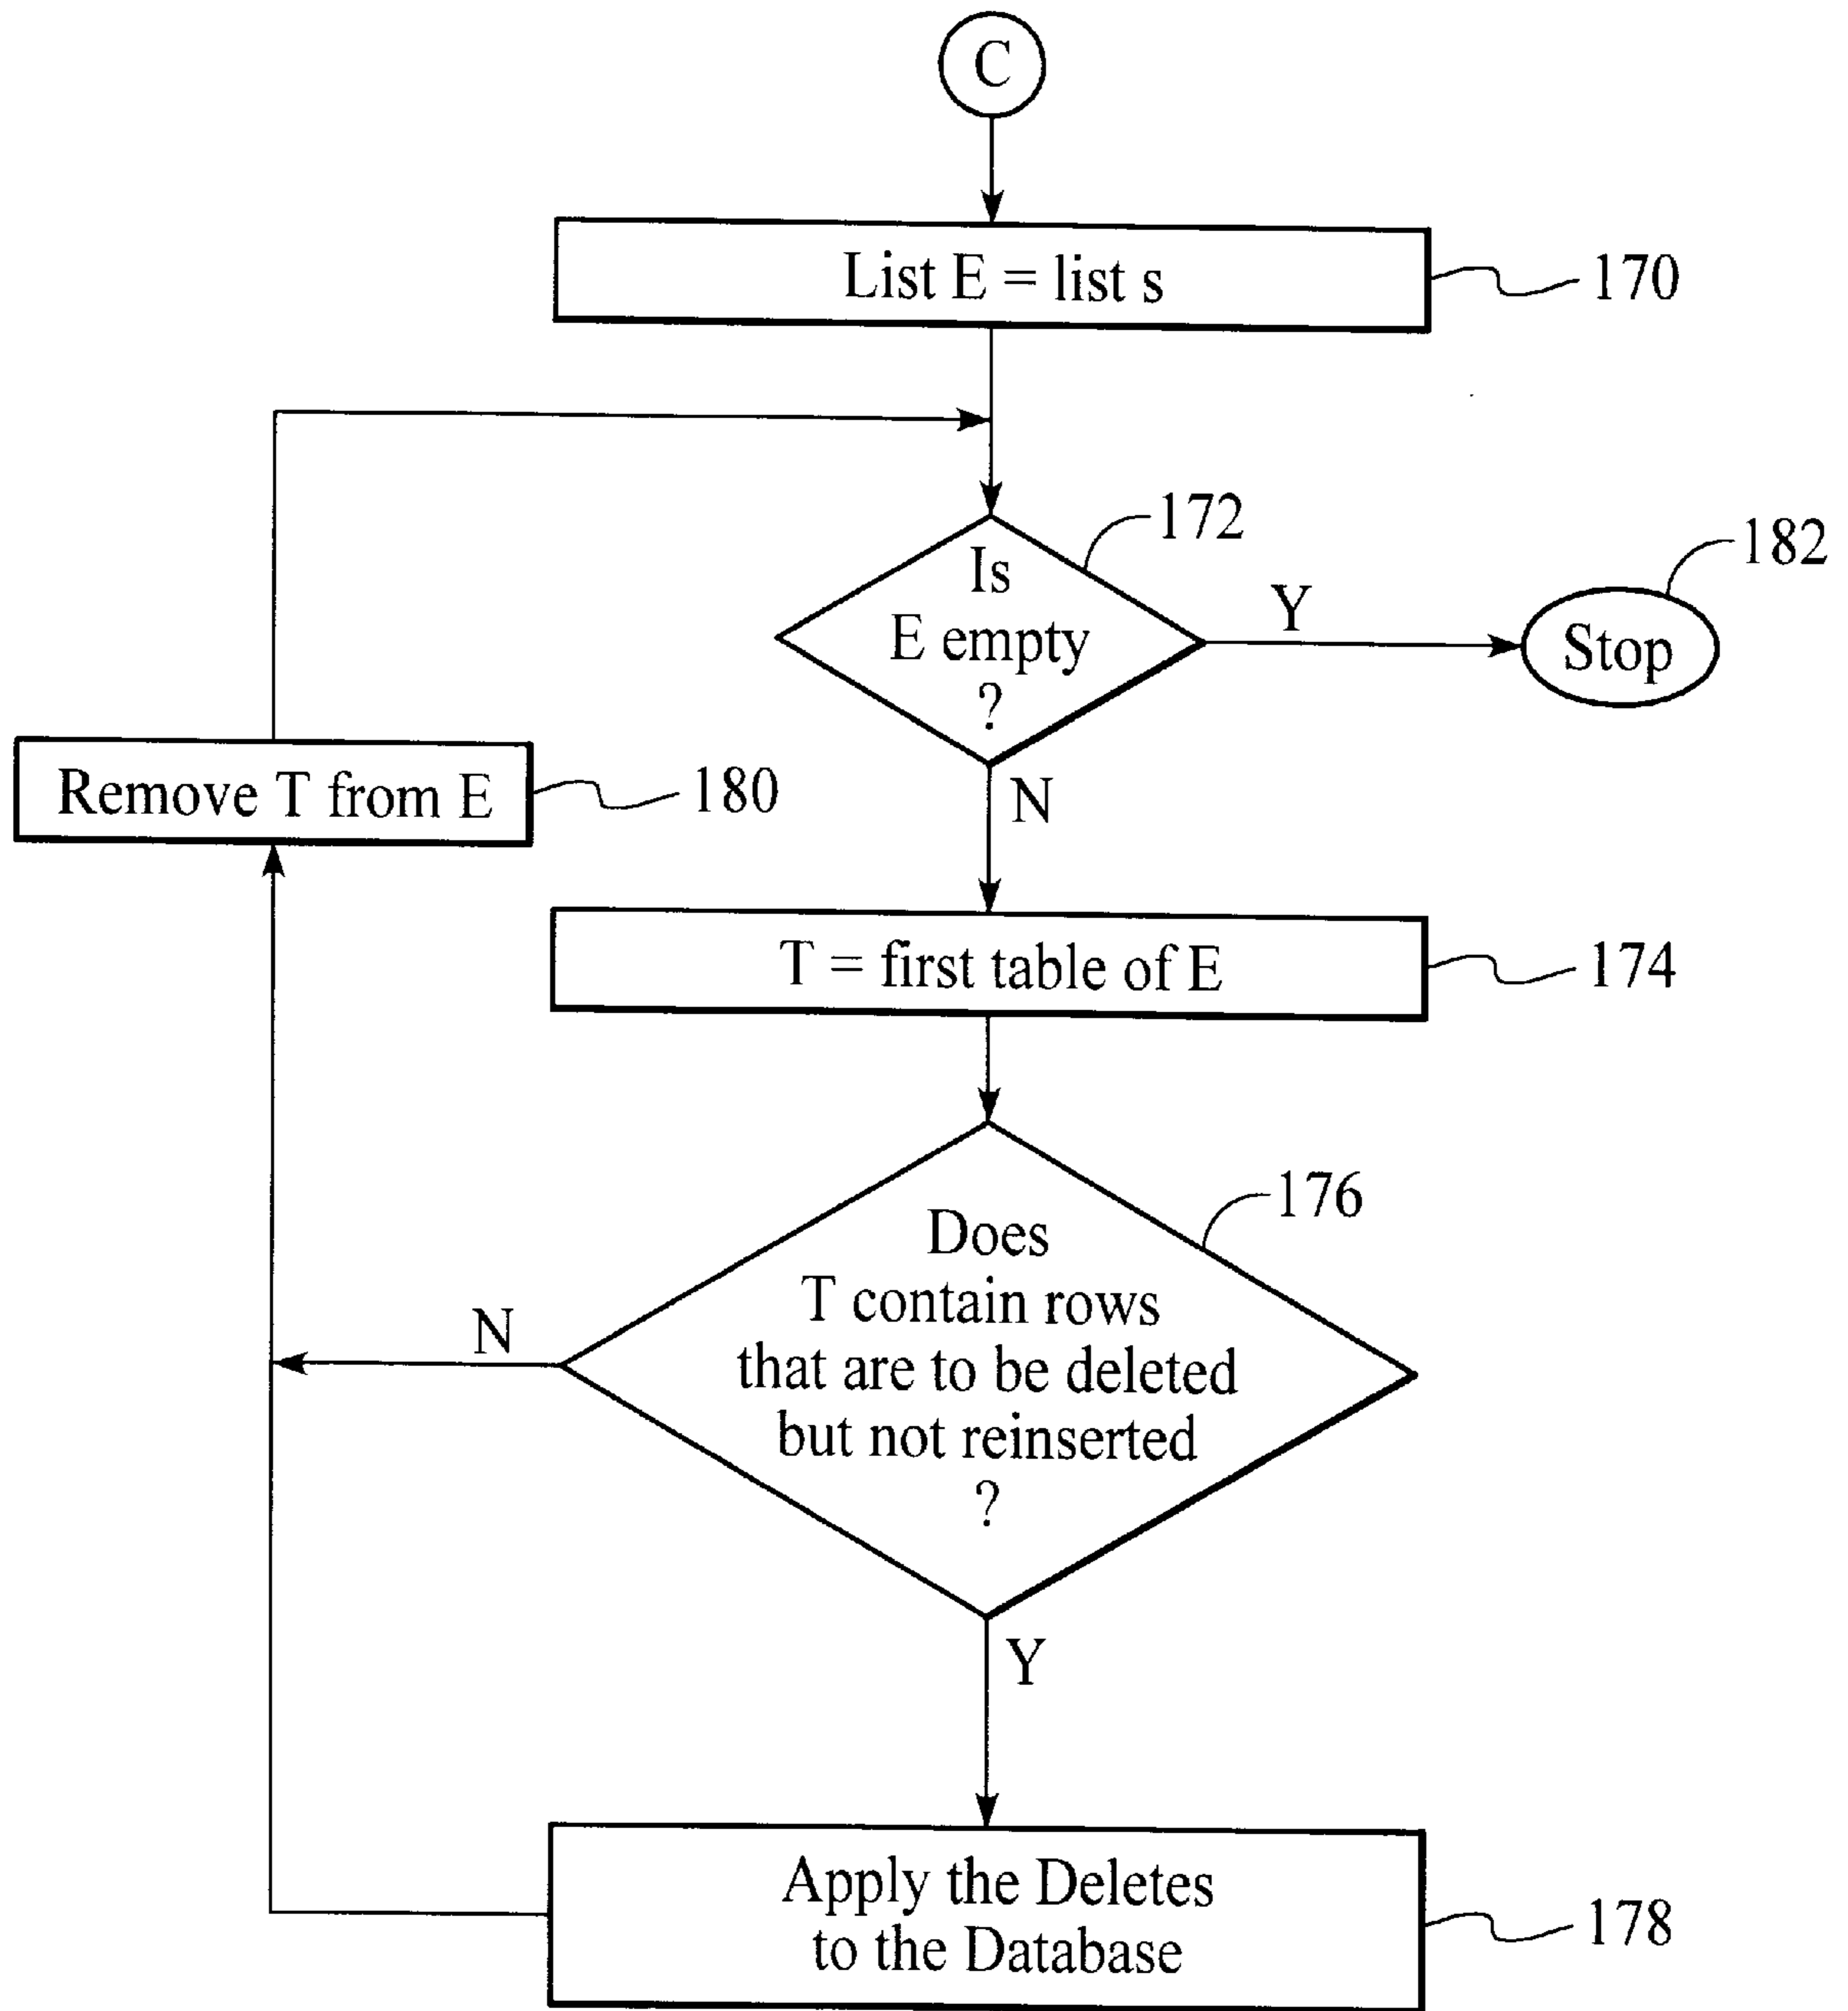 C
List E = list s
170
172
Is
E empty
?
Y
182
Stop
Remove T from E
180
N
T = first table of E
174
176
Does
T contain rows
that are to be deleted
but not reinserted
?
N
Y
Apply the Deletes
to the Database
178